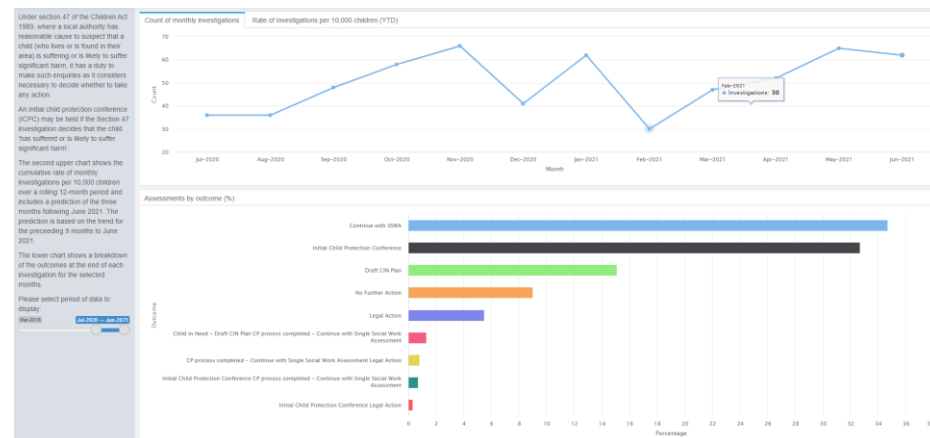 Under section 47 of the Children Act
1989, where a local authority has
reasonable cause to suspect that a
child (who lives or is found in their
area) is suffering or is likely to suffer
significant harm, it has a duty to
make such enquiries as it considers
necessary to decide whether to take
any action.
An initial child protection conference
(ICPC) may be held if the Section 47
investigation decides that the child
'has suffered or is likely to suffer
significant harm'.
The second upper chart shows the
cumulative rate of monthly
investigations per 10,000 children
over a rolling 12-month period and
includes a prediction of the three
months following June 2021. The
prediction is based on the trend for
the preceeding 9 months to June
2021.
The lower chart shows a breakdown
of the outcomes at the end of each
investigation for the selected
months.
Please select period of data to
display:
Mar-2018 Jul-2020 — Jun-2021
Count of monthly investigations Rate of investigations per 10,000 children (YTD)
70
60
50
40
30
20
Count
Feb-2021
Investigations: 30
Jul-2020 Aug-2020 Sep-2020 Oct-2020 Nov-2020 Dec-2020 Jan-2021 Feb-2021 Mar-2021 Apr-2021 May-2021 Jun-2021
Month
Assessments by outcome (%)
Outcome
Continue with SSWA
Initial Child Protection Conference
Draft CIN Plan
No Further Action
Legal Action
Child In Need – Draft CIN Plan CP process completed – Continue with Single Social Work
Assessment
CP process completed – Continue with Single Social Work Assessment Legal Action
Initial Child Protection Conference CP process completed – Continue with Single Social Work
Assessment
Initial Child Protection Conference Legal Action
0 2 4 6 8 10 12 14 16 18 20 22 24 26 28 30 32 34 36
Percentage